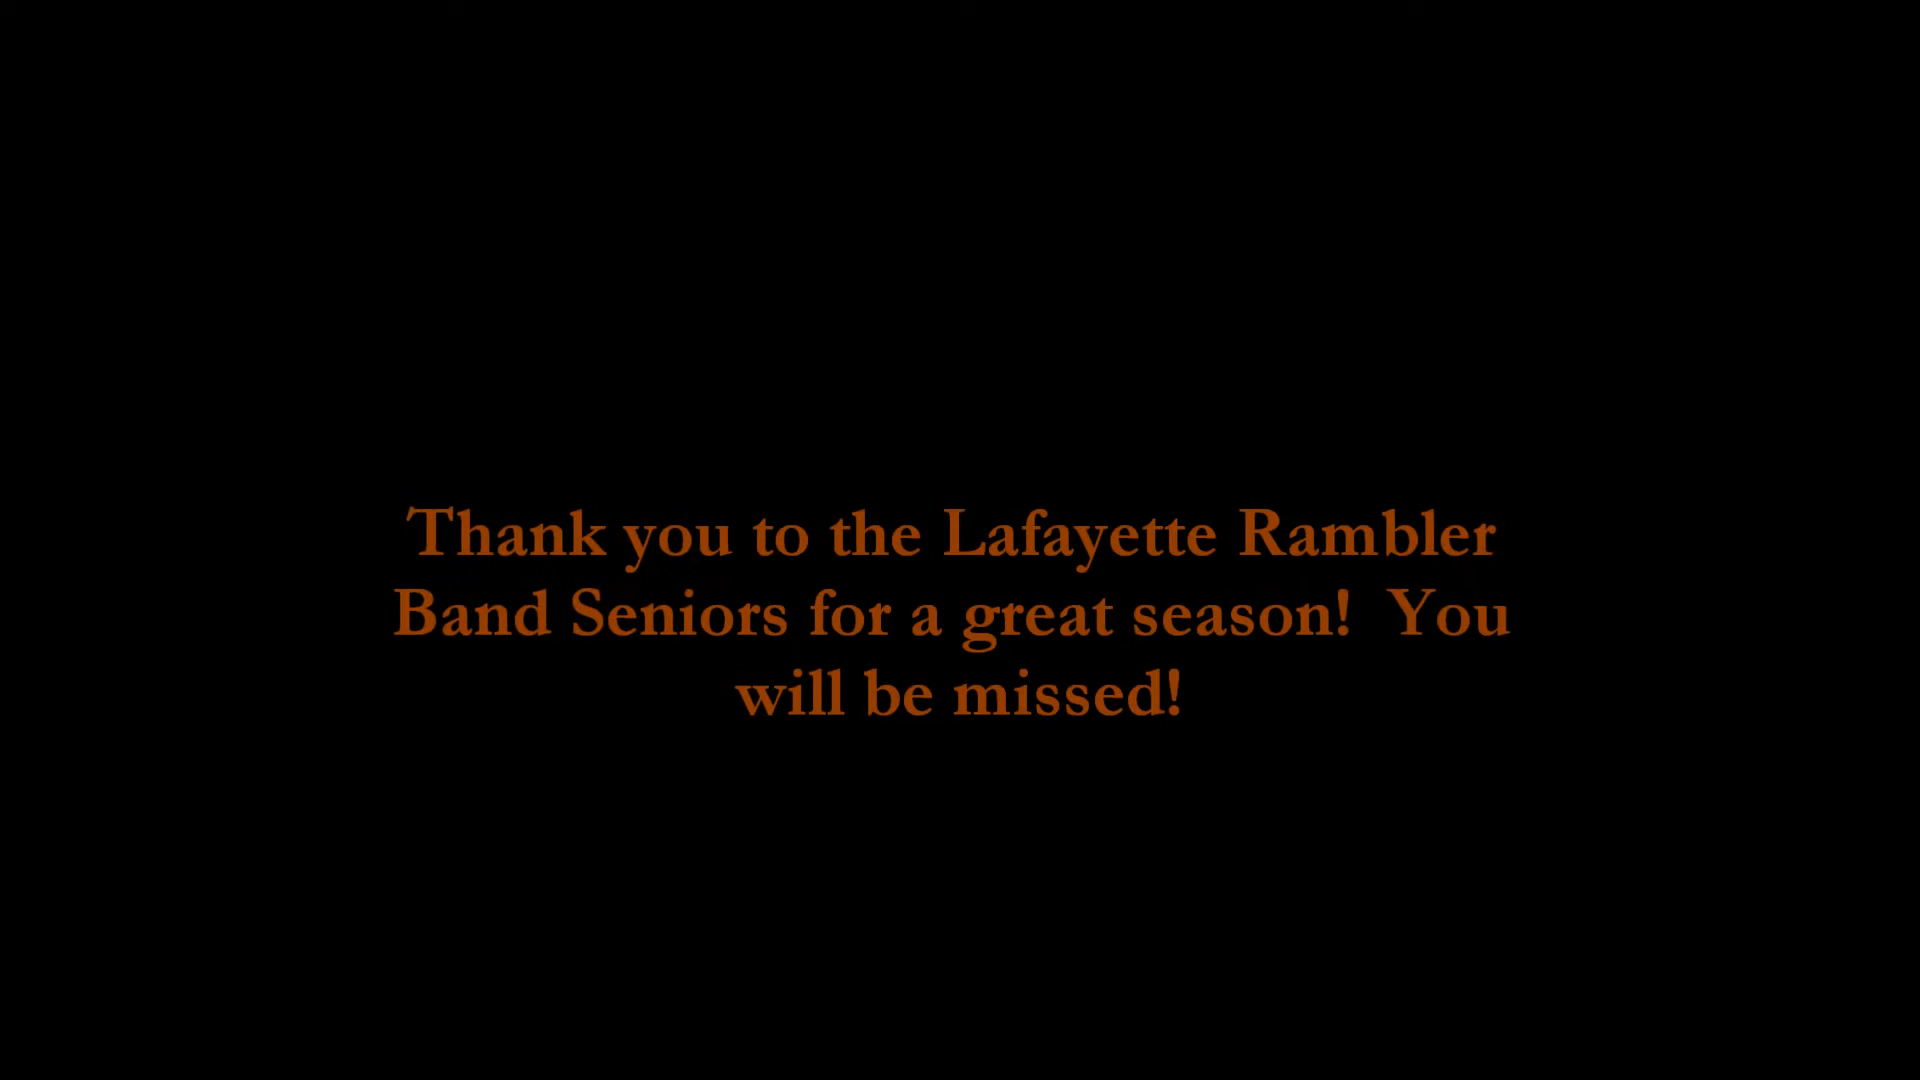 Thank you to the Lafayette Rambler
Band Seniors for a great season!  You
will be missed!